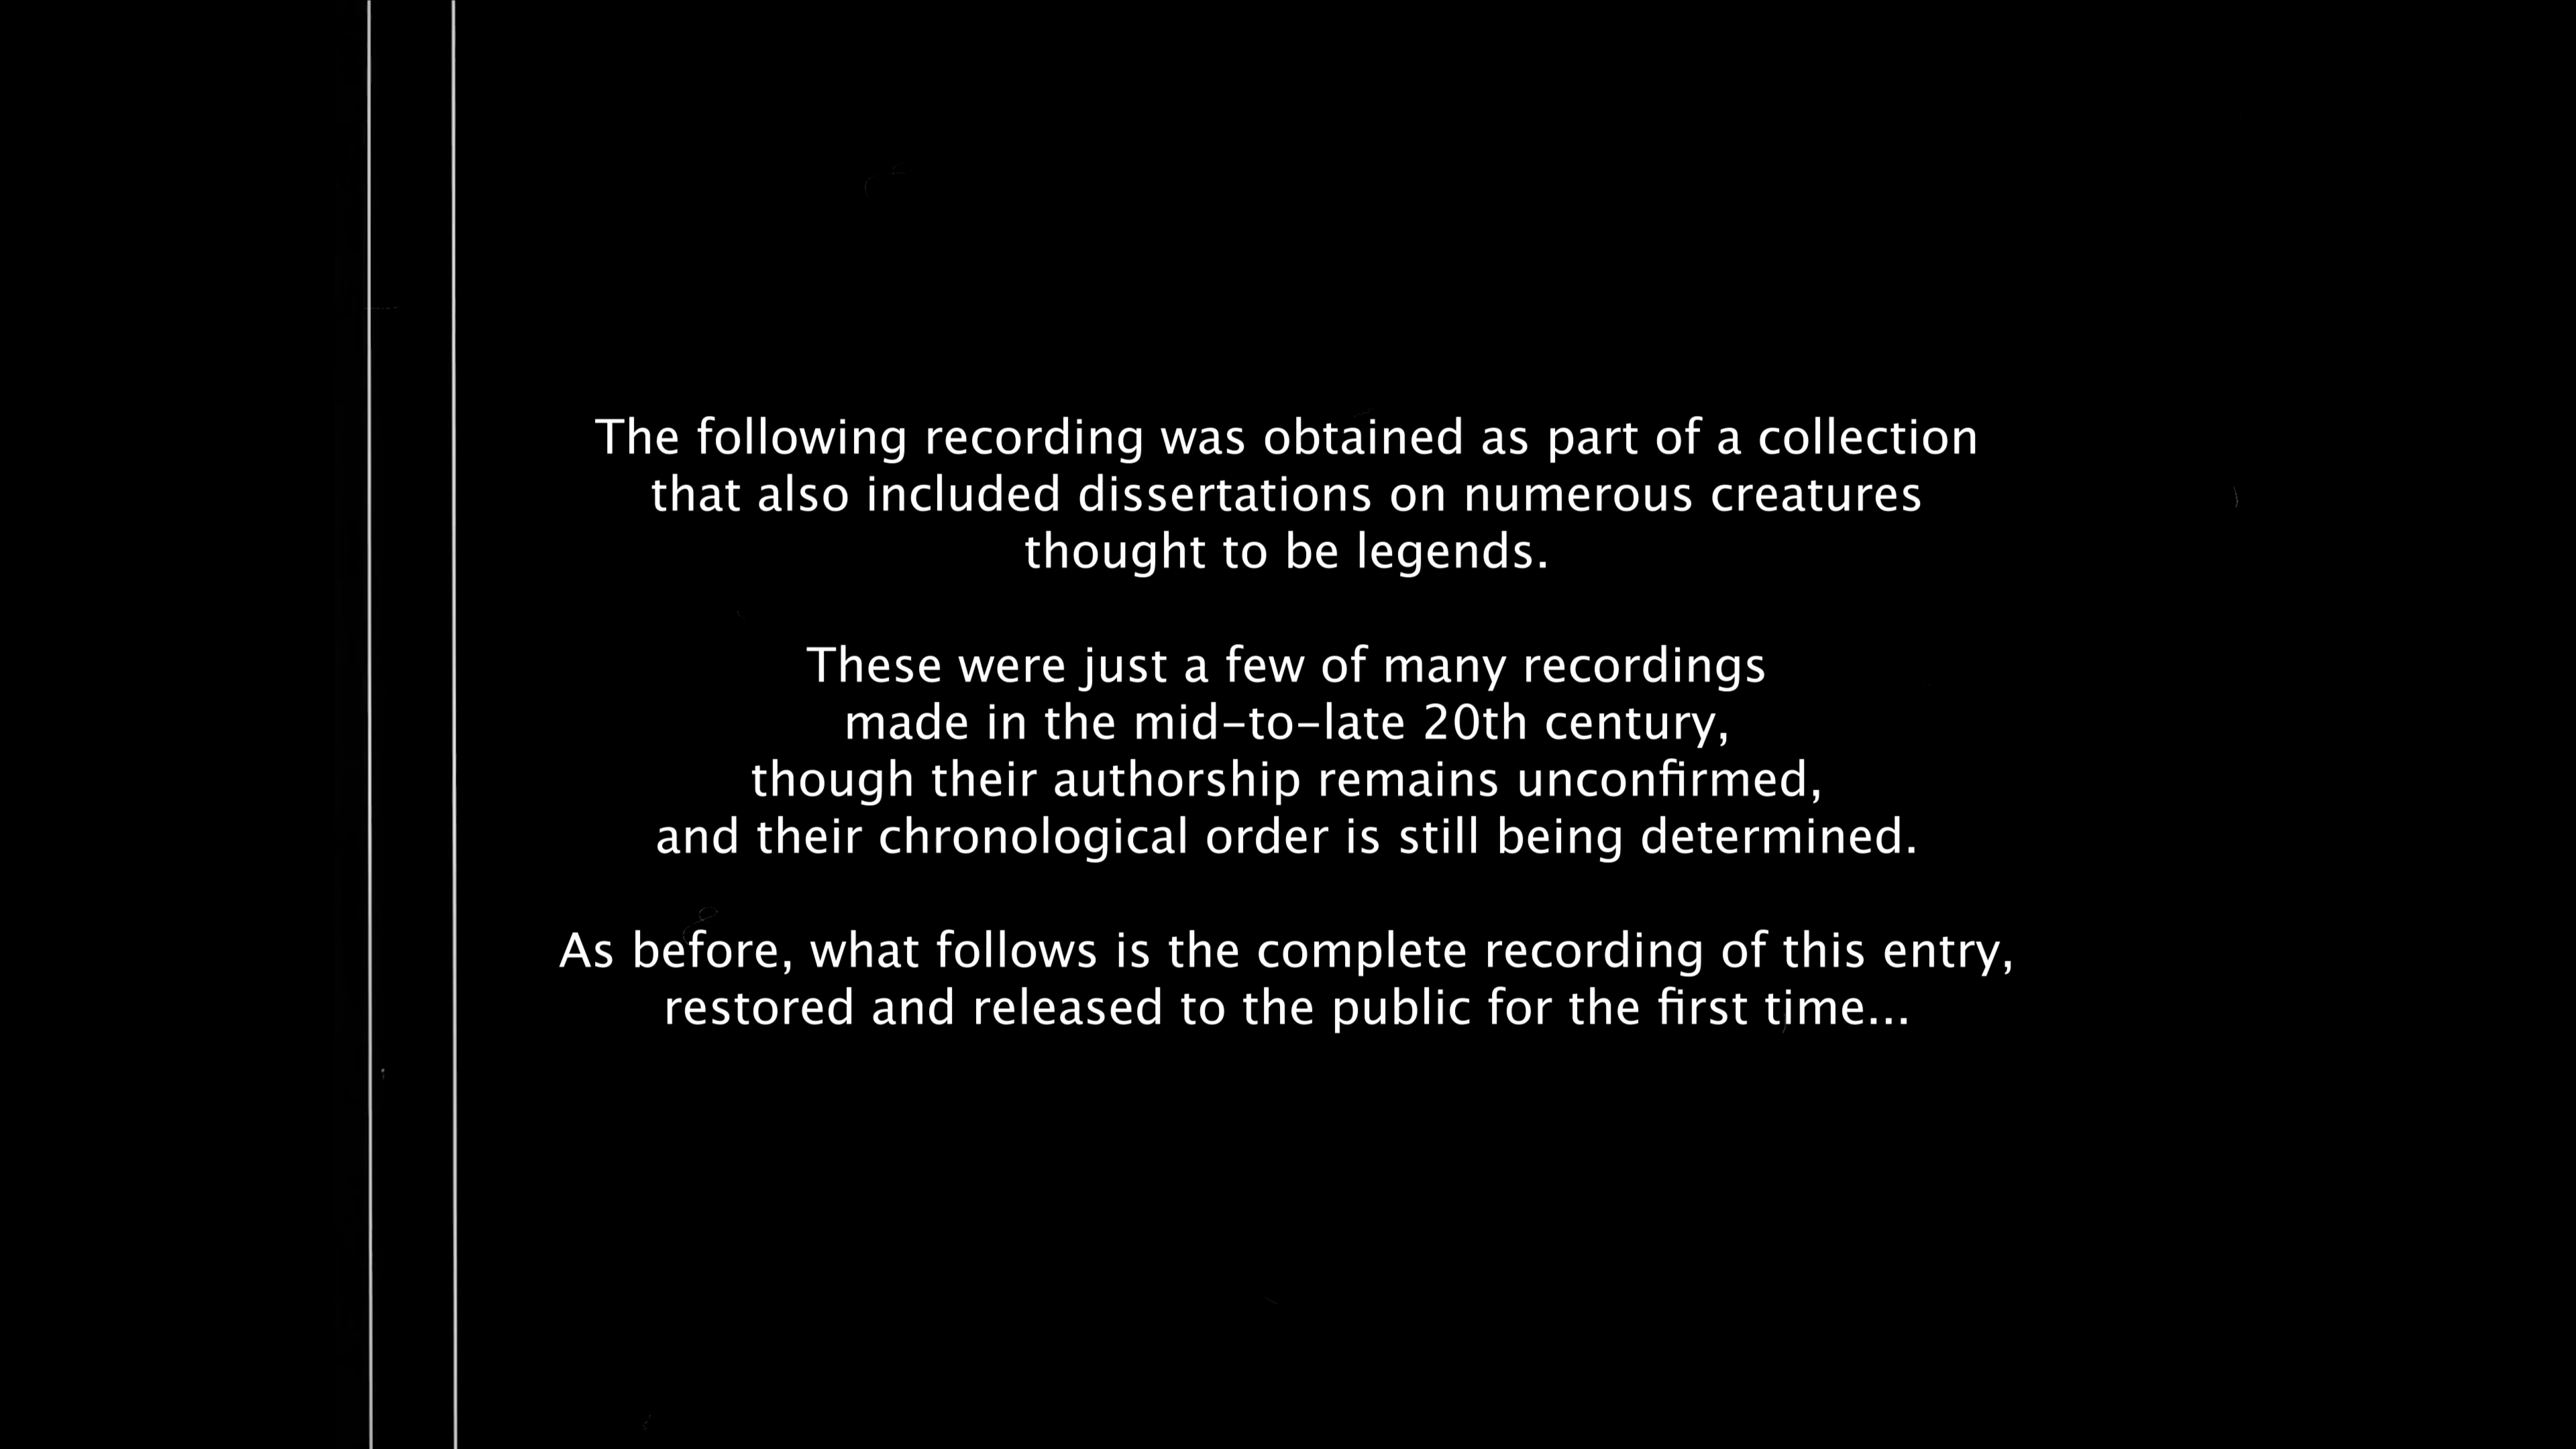 The following recording was obtained as part of a collection
that also included dissertations on numerous creatures
thought to be legends.
These were just a few of many recordings
made in the mid-to-late 20th century,
though their authorship remains unconfirmed,
and their chronological order is still being determined.
As before, what follows is the complete recording of this entry,
restored and released to the public for the first time...